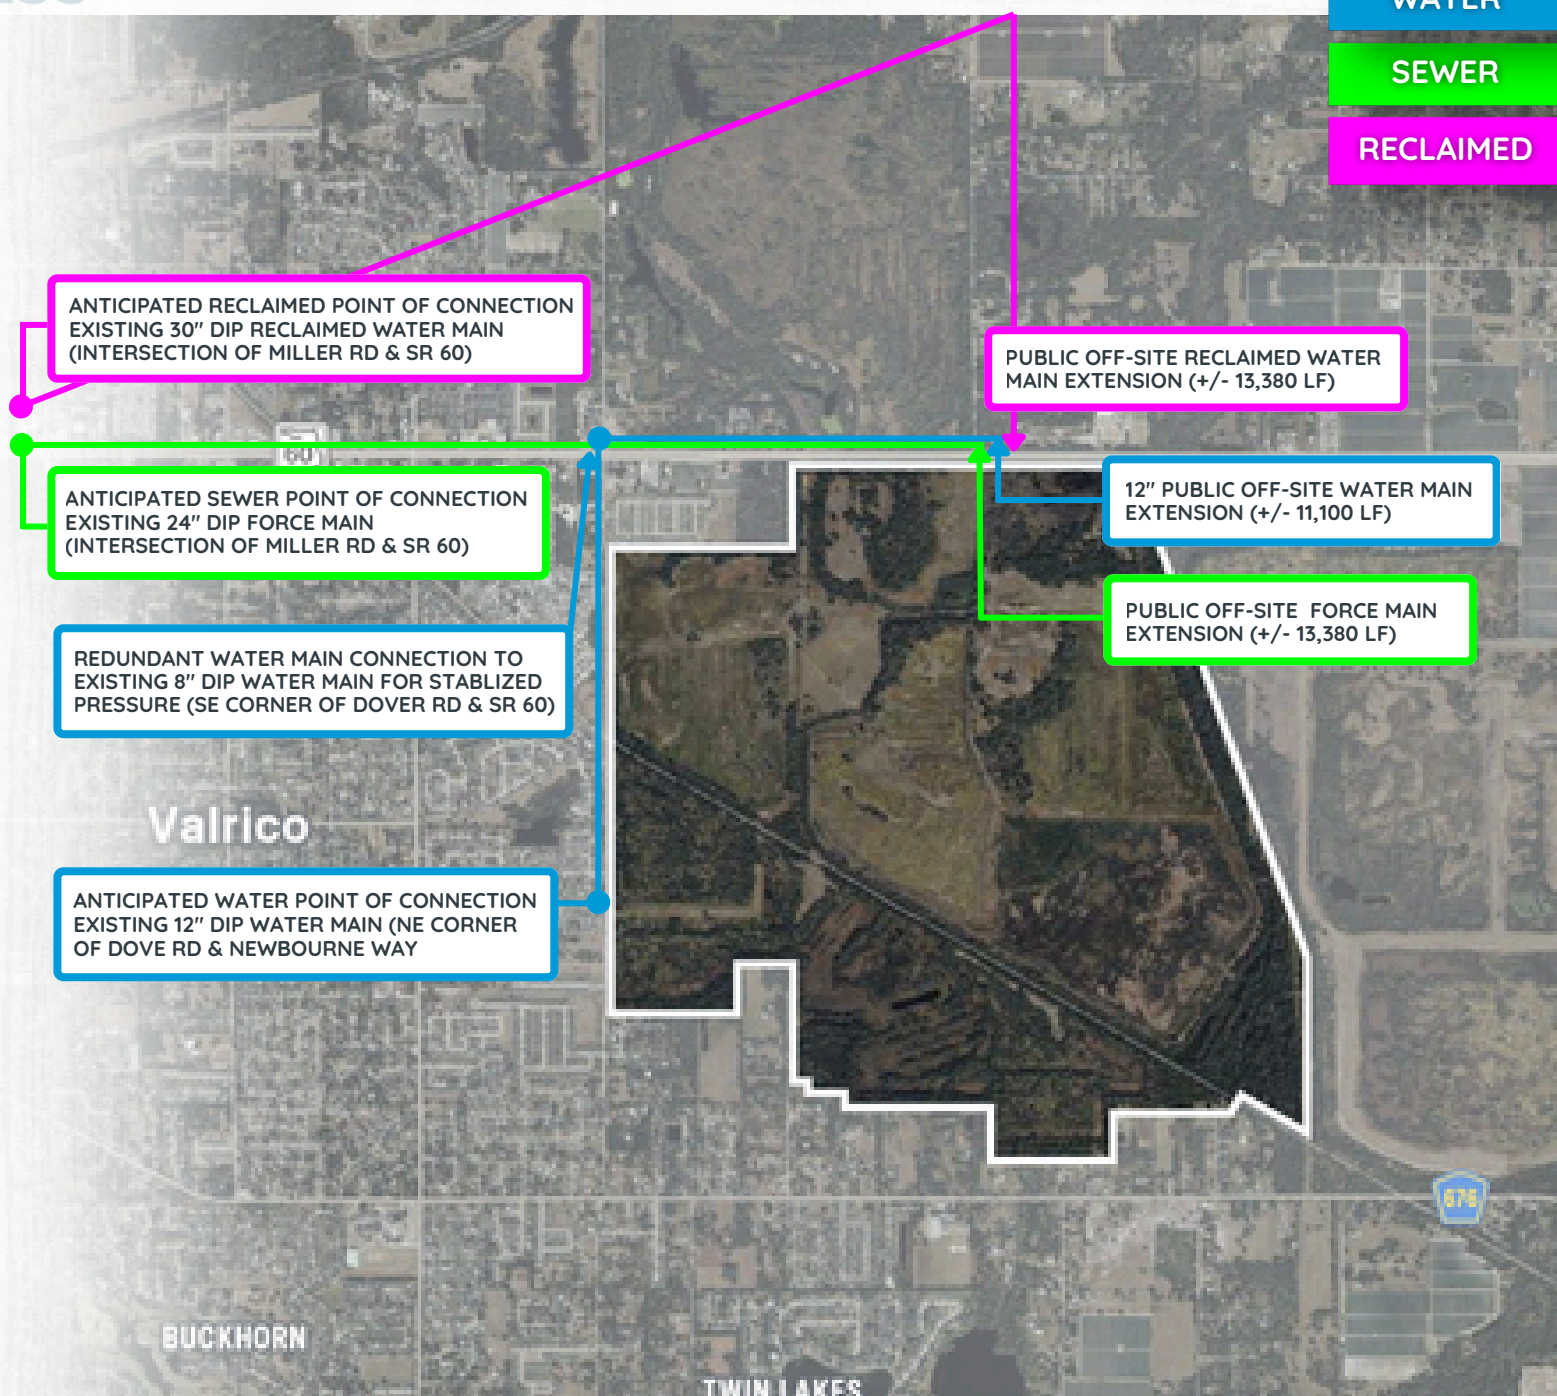 WATER
SEWER
RECLAIMED
ANTICIPATED RECLAIMED POINT OF CONNECTION
EXISTING 30" DIP RECLAIMED WATER MAIN
(INTERSECTION OF MILLER RD & SR 60)
PUBLIC OFF-SITE RECLAIMED WATER
MAIN EXTENSION (+/- 13,380 LF)
60
ANTICIPATED SEWER POINT OF CONNECTION
EXISTING 24" DIP FORCE MAIN
(INTERSECTION OF MILLER RD & SR 60)
12" PUBLIC OFF-SITE WATER MAIN
EXTENSION (+/- 11,100 LF)
PUBLIC OFF-SITE FORCE MAIN
EXTENSION (+/- 13,380 LF)
REDUNDANT WATER MAIN CONNECTION TO
EXISTING 8" DIP WATER MAIN FOR STABLIZED
PRESSURE (SE CORNER OF DOVER RD & SR 60)
Valrico
ANTICIPATED WATER POINT OF CONNECTION
EXISTING 12" DIP WATER MAIN (NE CORNER
OF DOVE RD & NEWBOURNE WAY
676
BUCKHORN
TWIN LAKES